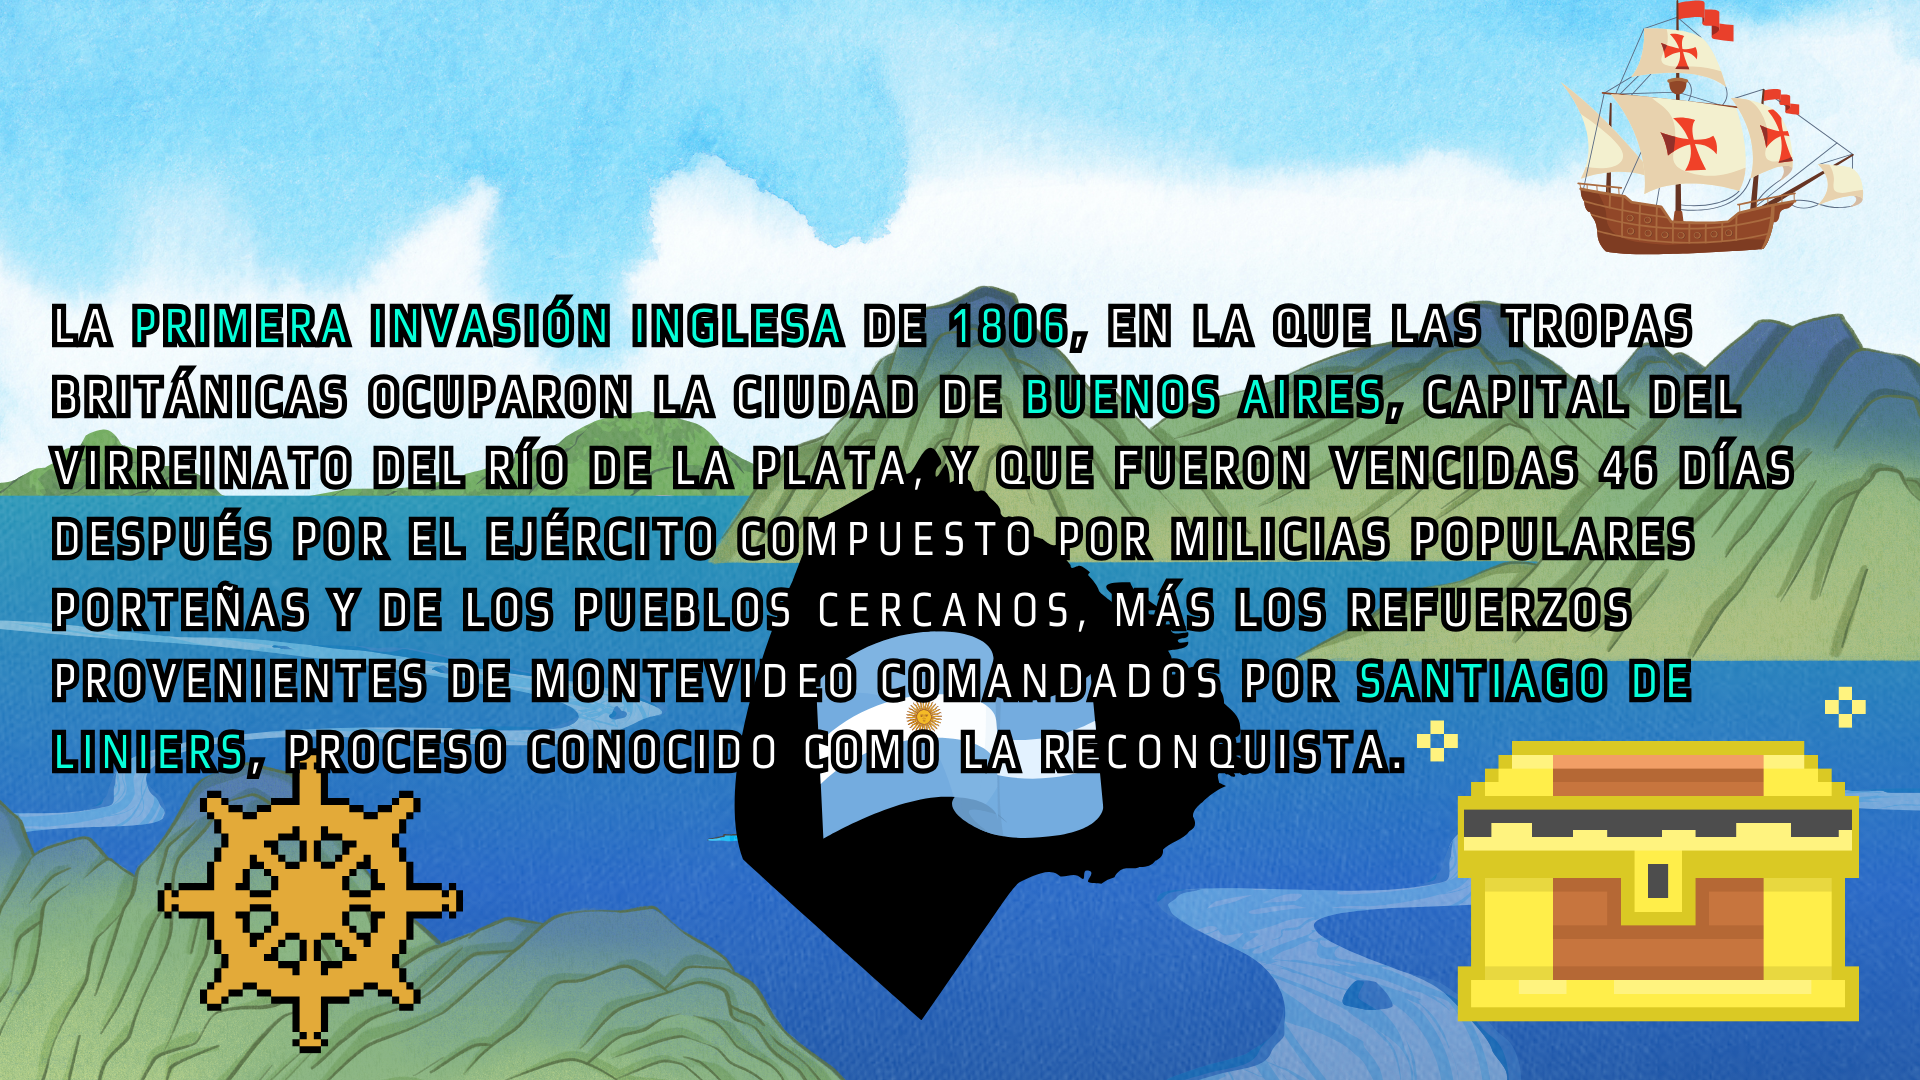 LA PRIMERA INVASIÓN INGLESA DE 1806, EN LA QUE LAS TROPAS
BRITÁNICAS OCUPARON LA CIUDAD DE BUENOS AIRES, CAPITAL DEL
VIRREINATO DEL RÍO DE LA PLATA, Y QUE FUERON VENCIDAS 46 DÍAS
DESPUÉS POR EL EJÉRCITO COMPUESTO POR MILICIAS POPULARES
PORTEÑAS Y DE LOS PUEBLOS CERCANOS, MÁS LOS REFUERZOS
PROVENIENTES DE MONTEVIDEO COMANDADOS POR SANTIAGO DE
LINIERS, PROCESO CONOCIDO COMO LA RECONQUISTA.